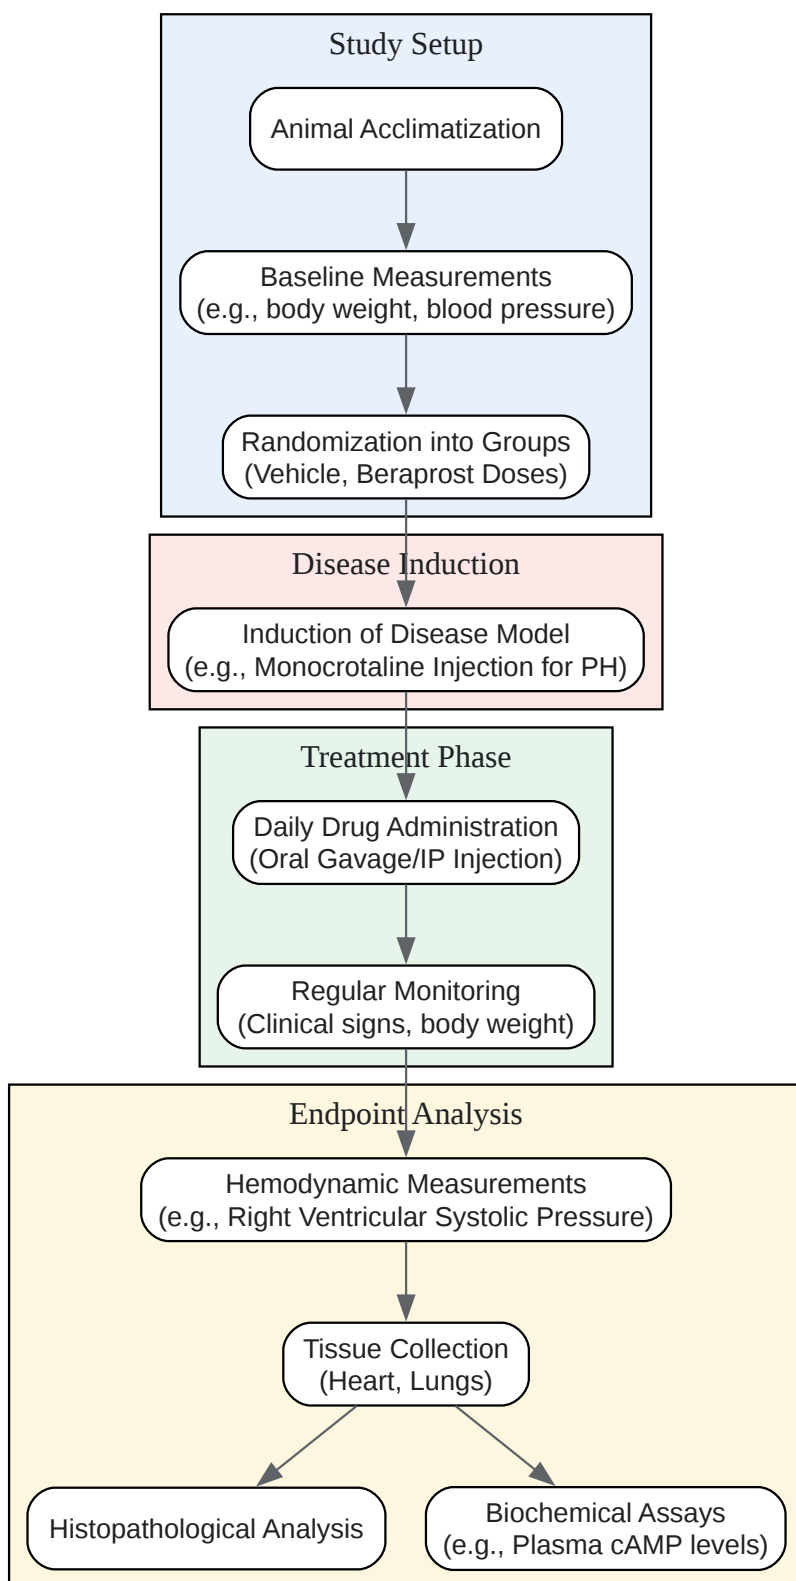 Study Setup
Animal Acclimatization
Baseline Measurements
(e.g., body weight, blood pressure)
Randomization into Groups
(Vehicle, Beraprost Doses)
Disease Induction
Induction of Disease Model
(e.g., Monocrotaline Injection for PH)
Treatment Phase
Daily Drug Administration
(Oral Gavage/IP Injection)
Regular Monitoring
(Clinical signs, body weight)
Endpoint Analysis
Hemodynamic Measurements
(e.g., Right Ventricular Systolic Pressure)
Tissue Collection
(Heart, Lungs)
Histopathological Analysis
Biochemical Assays
(e.g., Plasma cAMP levels)